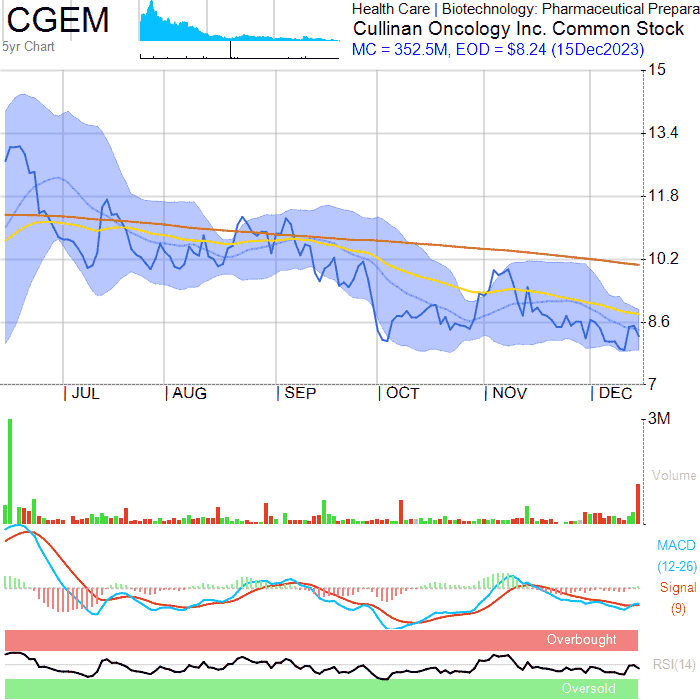 CGEM
5yr Chart
Health Care | Biotechnology: Pharmaceutical Prepara
Cullinan Oncology Inc. Common Stock
MC = 352.5M, EOD = $8.24 (15Dec2023)
15
13.4
11.8
10.2
8.6
7
JUL AUG SEP OCT NOV DEC
3M
Volume
MACD
(12-26)
Signal
(9)
Overbought
RSI(14)
Oversold